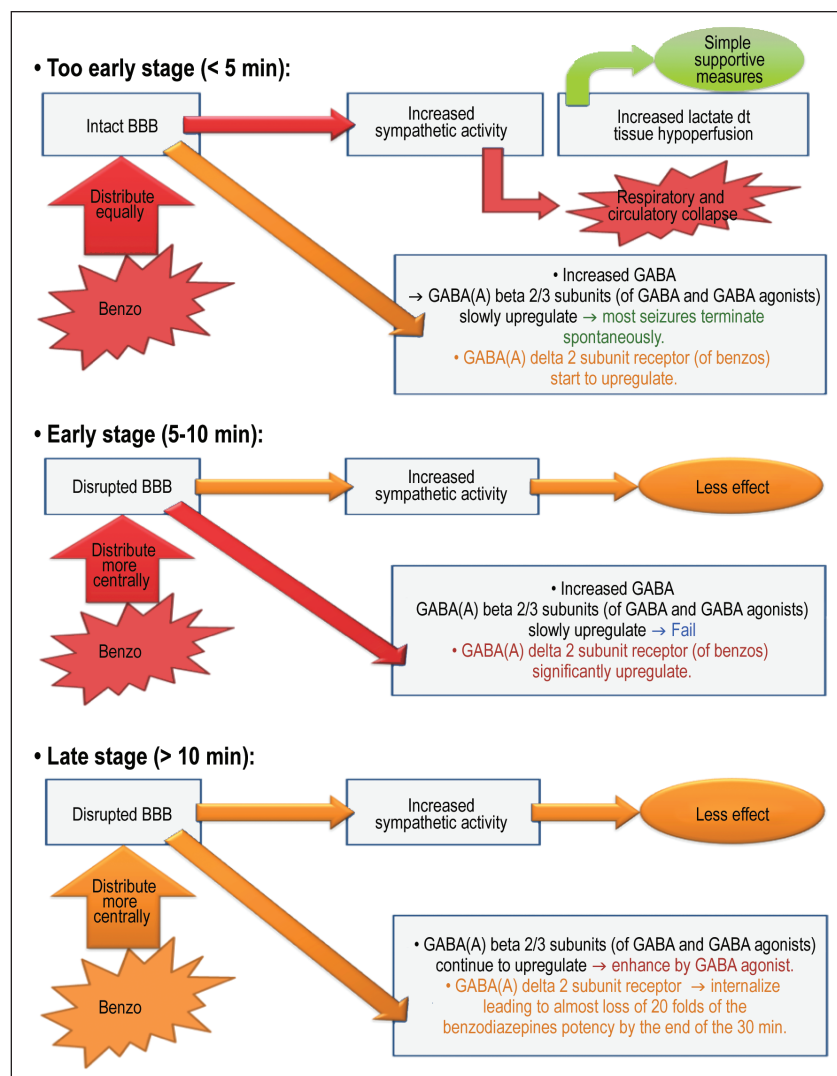 • Too early stage (< 5 min):
Simple
supportive
measures
Intact BBB
Increased
sympathetic activity
Increased lactate dt
tissue hypoperfusion
Distribute
equally
Respiratory and
circulatory collapse
Benzo
• Increased GABA
→ GABA(A) beta 2/3 subunits (of GABA and GABA agonists)
slowly upregulate → most seizures terminate
spontaneously.
• GABA(A) delta 2 subunit receptor (of benzos)
start to upregulate.
• Early stage (5-10 min):
Disrupted BBB
Increased
sympathetic activity
Less effect
Distribute
more
centrally
Benzo
• Increased GABA
GABA(A) beta 2/3 subunits (of GABA and GABA agonists)
slowly upregulate → Fail
• GABA(A) delta 2 subunit receptor (of benzos)
significantly upregulate.
• Late stage (> 10 min):
Disrupted BBB
Increased
sympathetic activity
Less effect
Distribute
more
centrally
Benzo
• GABA(A) beta 2/3 subunits (of GABA and GABA agonists)
continue to upregulate → enhance by GABA agonist.
• GABA(A) delta 2 subunit receptor → internalize
leading to almost loss of 20 folds of the
benzodiazepines potency by the end of the 30 min.